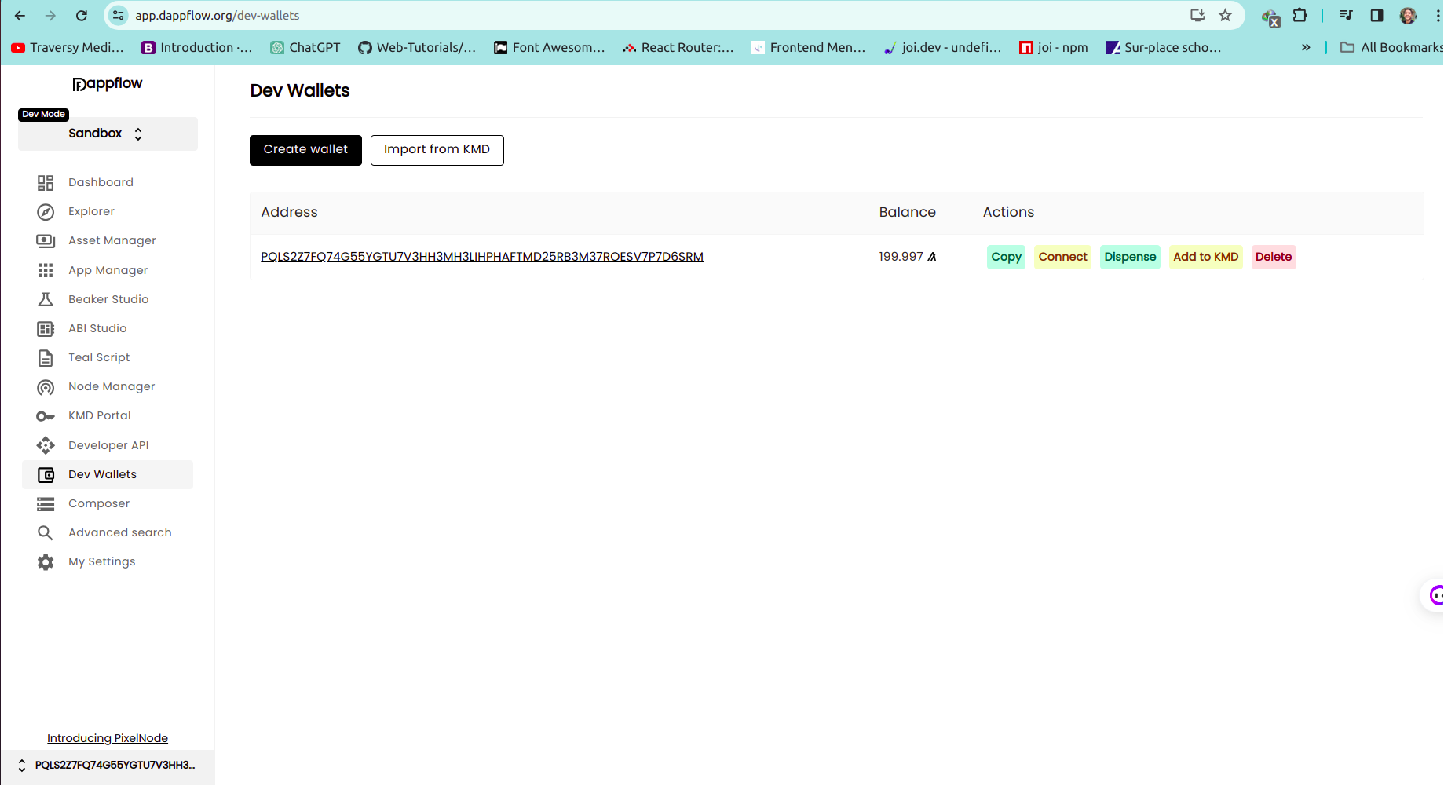 app.dappflow.org/dev-wallets
Traversy Medi... Introduction -... ChatGPT Web-Tutorials/... Font Awesom... React Router:... Frontend Men... joi.dev - undefi... joi - npm Sur-place scho... » All Bookmarks
Dappflow
Dev Mode
Sandbox
Dashboard
Explorer
Asset Manager
App Manager
Beaker Studio
ABI Studio
Teal Script
Node Manager
KMD Portal
Developer API
Dev Wallets
Composer
Advanced search
My Settings
Introducing PixelNode
PQLS2Z7FQ74G55YGTU7V3HH3...
Dev Wallets
Create wallet Import from KMD
Address Balance Actions
PQLS2Z7FQ74G55YGTU7V3HH3MH3LIHPHAFTMD25RB3M37ROESV7P7D6SRM 199.997 Copy Connect Dispense Add to KMD Delete